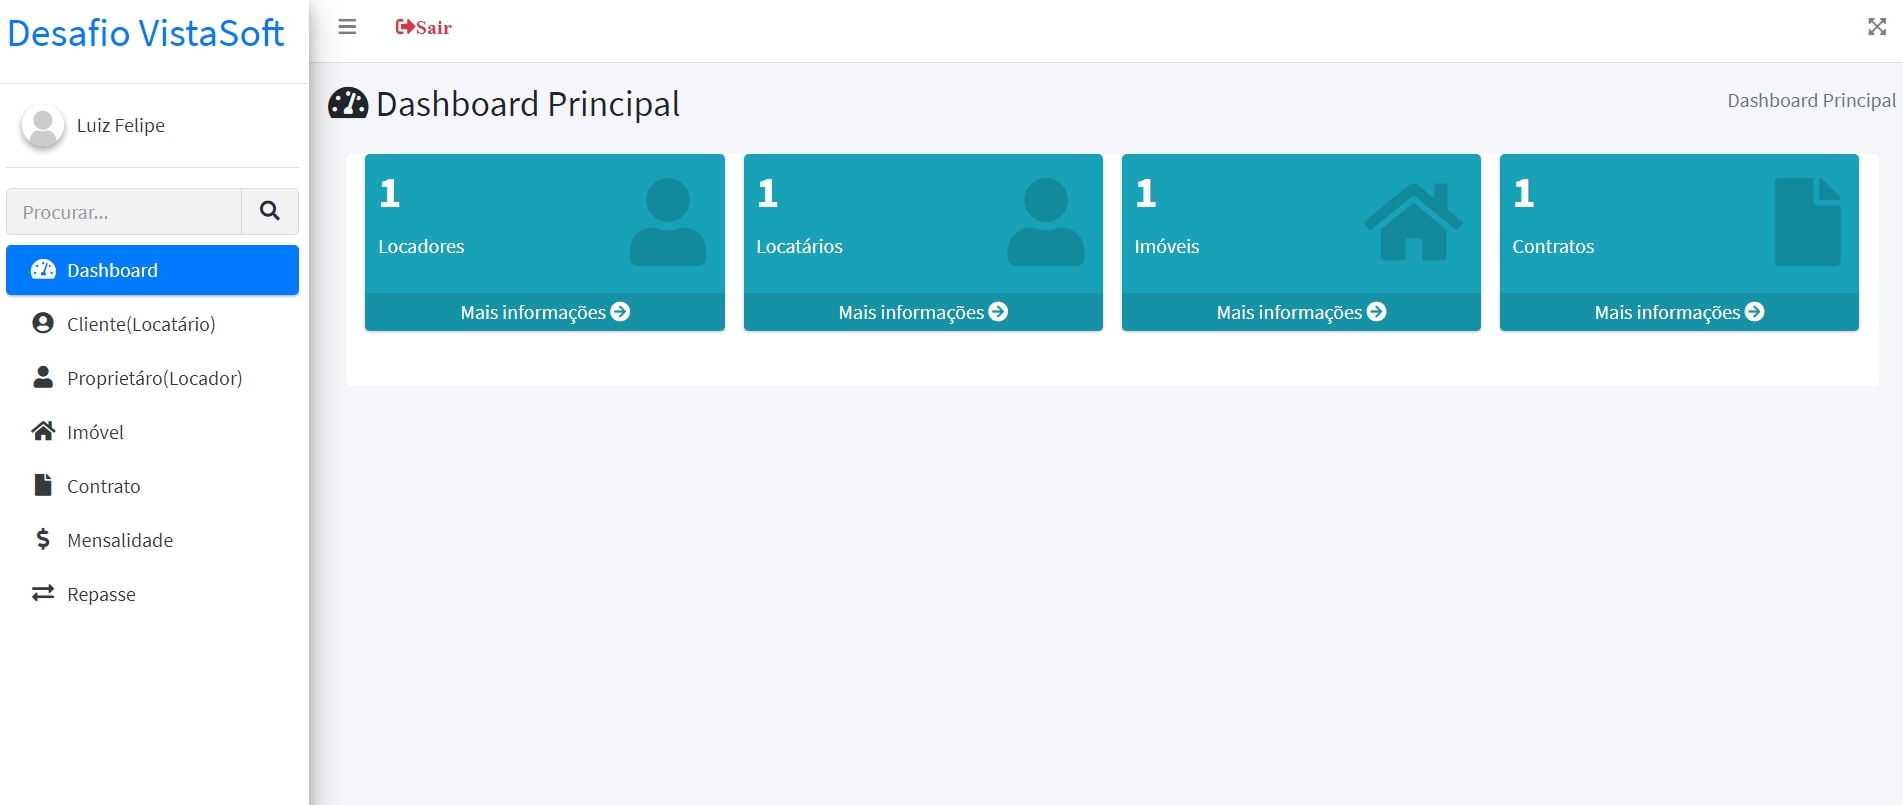 Desafio VistaSoft
Luiz Felipe
Procurar...
Dashboard
Cliente(Locatário)
Proprietáro(Locador)
Imóvel
Contrato
Mensalidade
Repasse
Sair
Dashboard Principal
Dashboard Principal
1
Locadores
Mais informações
1
Locatários
Mais informações
1
Imóveis
Mais informações
1
Contratos
Mais informações